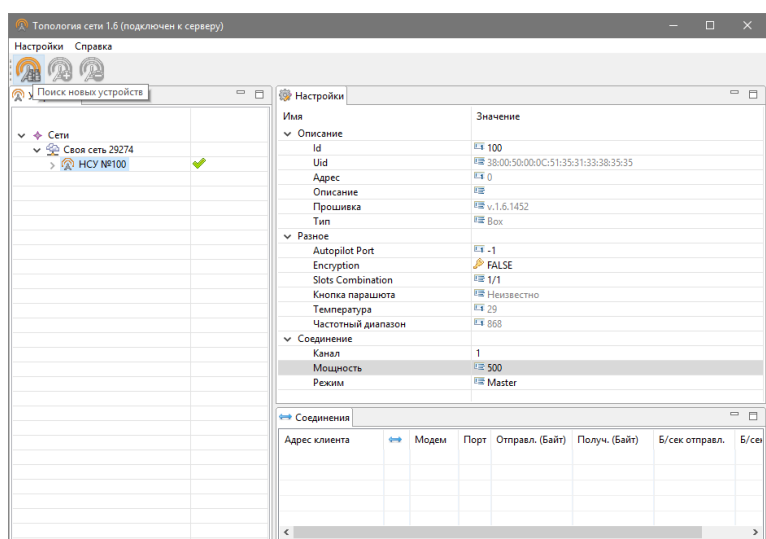 Топология сети 1.6 (подключен к серверу)
Настройки Справка
Поиск новых устройств
Настройки
Имя Значение
Описание
Id 100
Uid 38:00:50:00:0C:51:35:31:33:38:35:35
Адрес 0
Описание
Прошивка v.1.6.1452
Тип Box
Разное
Autopilot Port -1
Encryption FALSE
Slots Combination 1/1
Кнопка парашюта Неизвестно
Температура 29
Частотный диапазон 868
Соединение
Канал 1
Мощность 500
Режим Master
Сети
Своя сеть 29274
НСУ №100
Соединения
Адрес клиента Модем Порт Отправл. (Байт) Получ. (Байт) Б/сек отправл. Б/сек